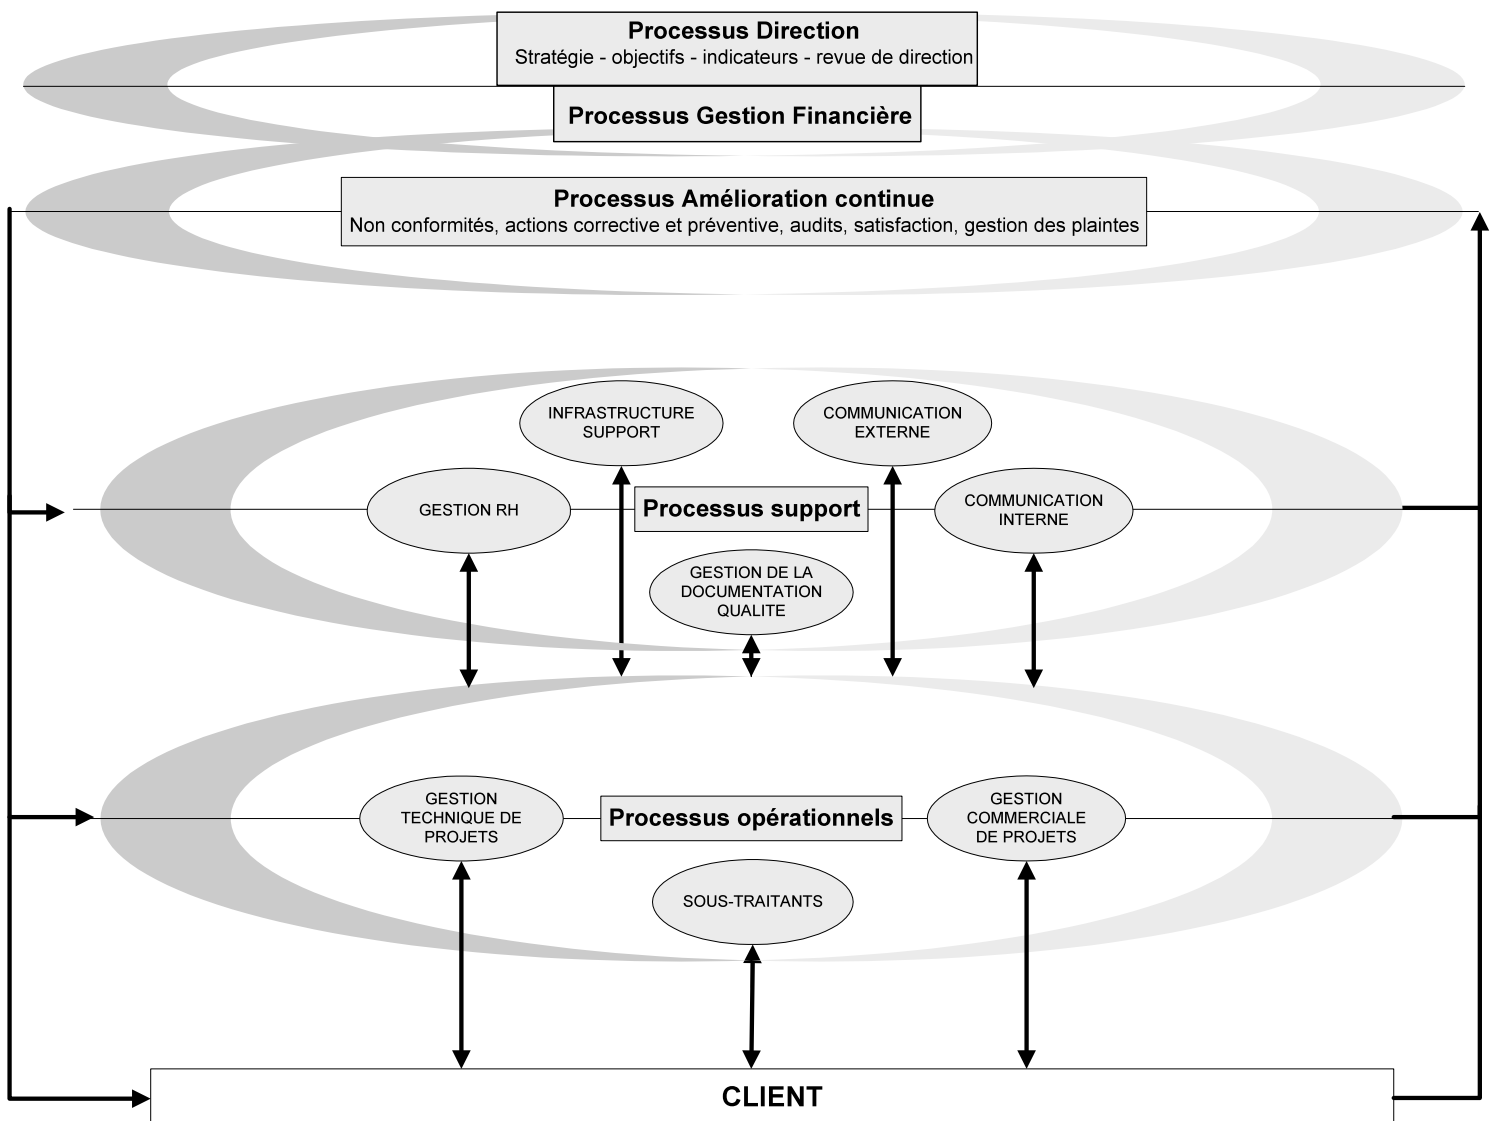 Processus Direction
Stratégie - objectifs - indicateurs - revue de direction
Processus Gestion Financière
Processus Amélioration continue
Non conformités, actions corrective et préventive, audits, satisfaction, gestion des plaintes
INFRASTRUCTURE
SUPPORT
COMMUNICATION
EXTERNE
GESTION RH
Processus support
COMMUNICATION
INTERNE
GESTION DE LA
DOCUMENTATION
QUALITE
GESTION
TECHNIQUE DE
PROJETS
Processus opérationnels
GESTION
COMMERCIALE
DE PROJETS
SOUS-TRAITANTS
CLIENT